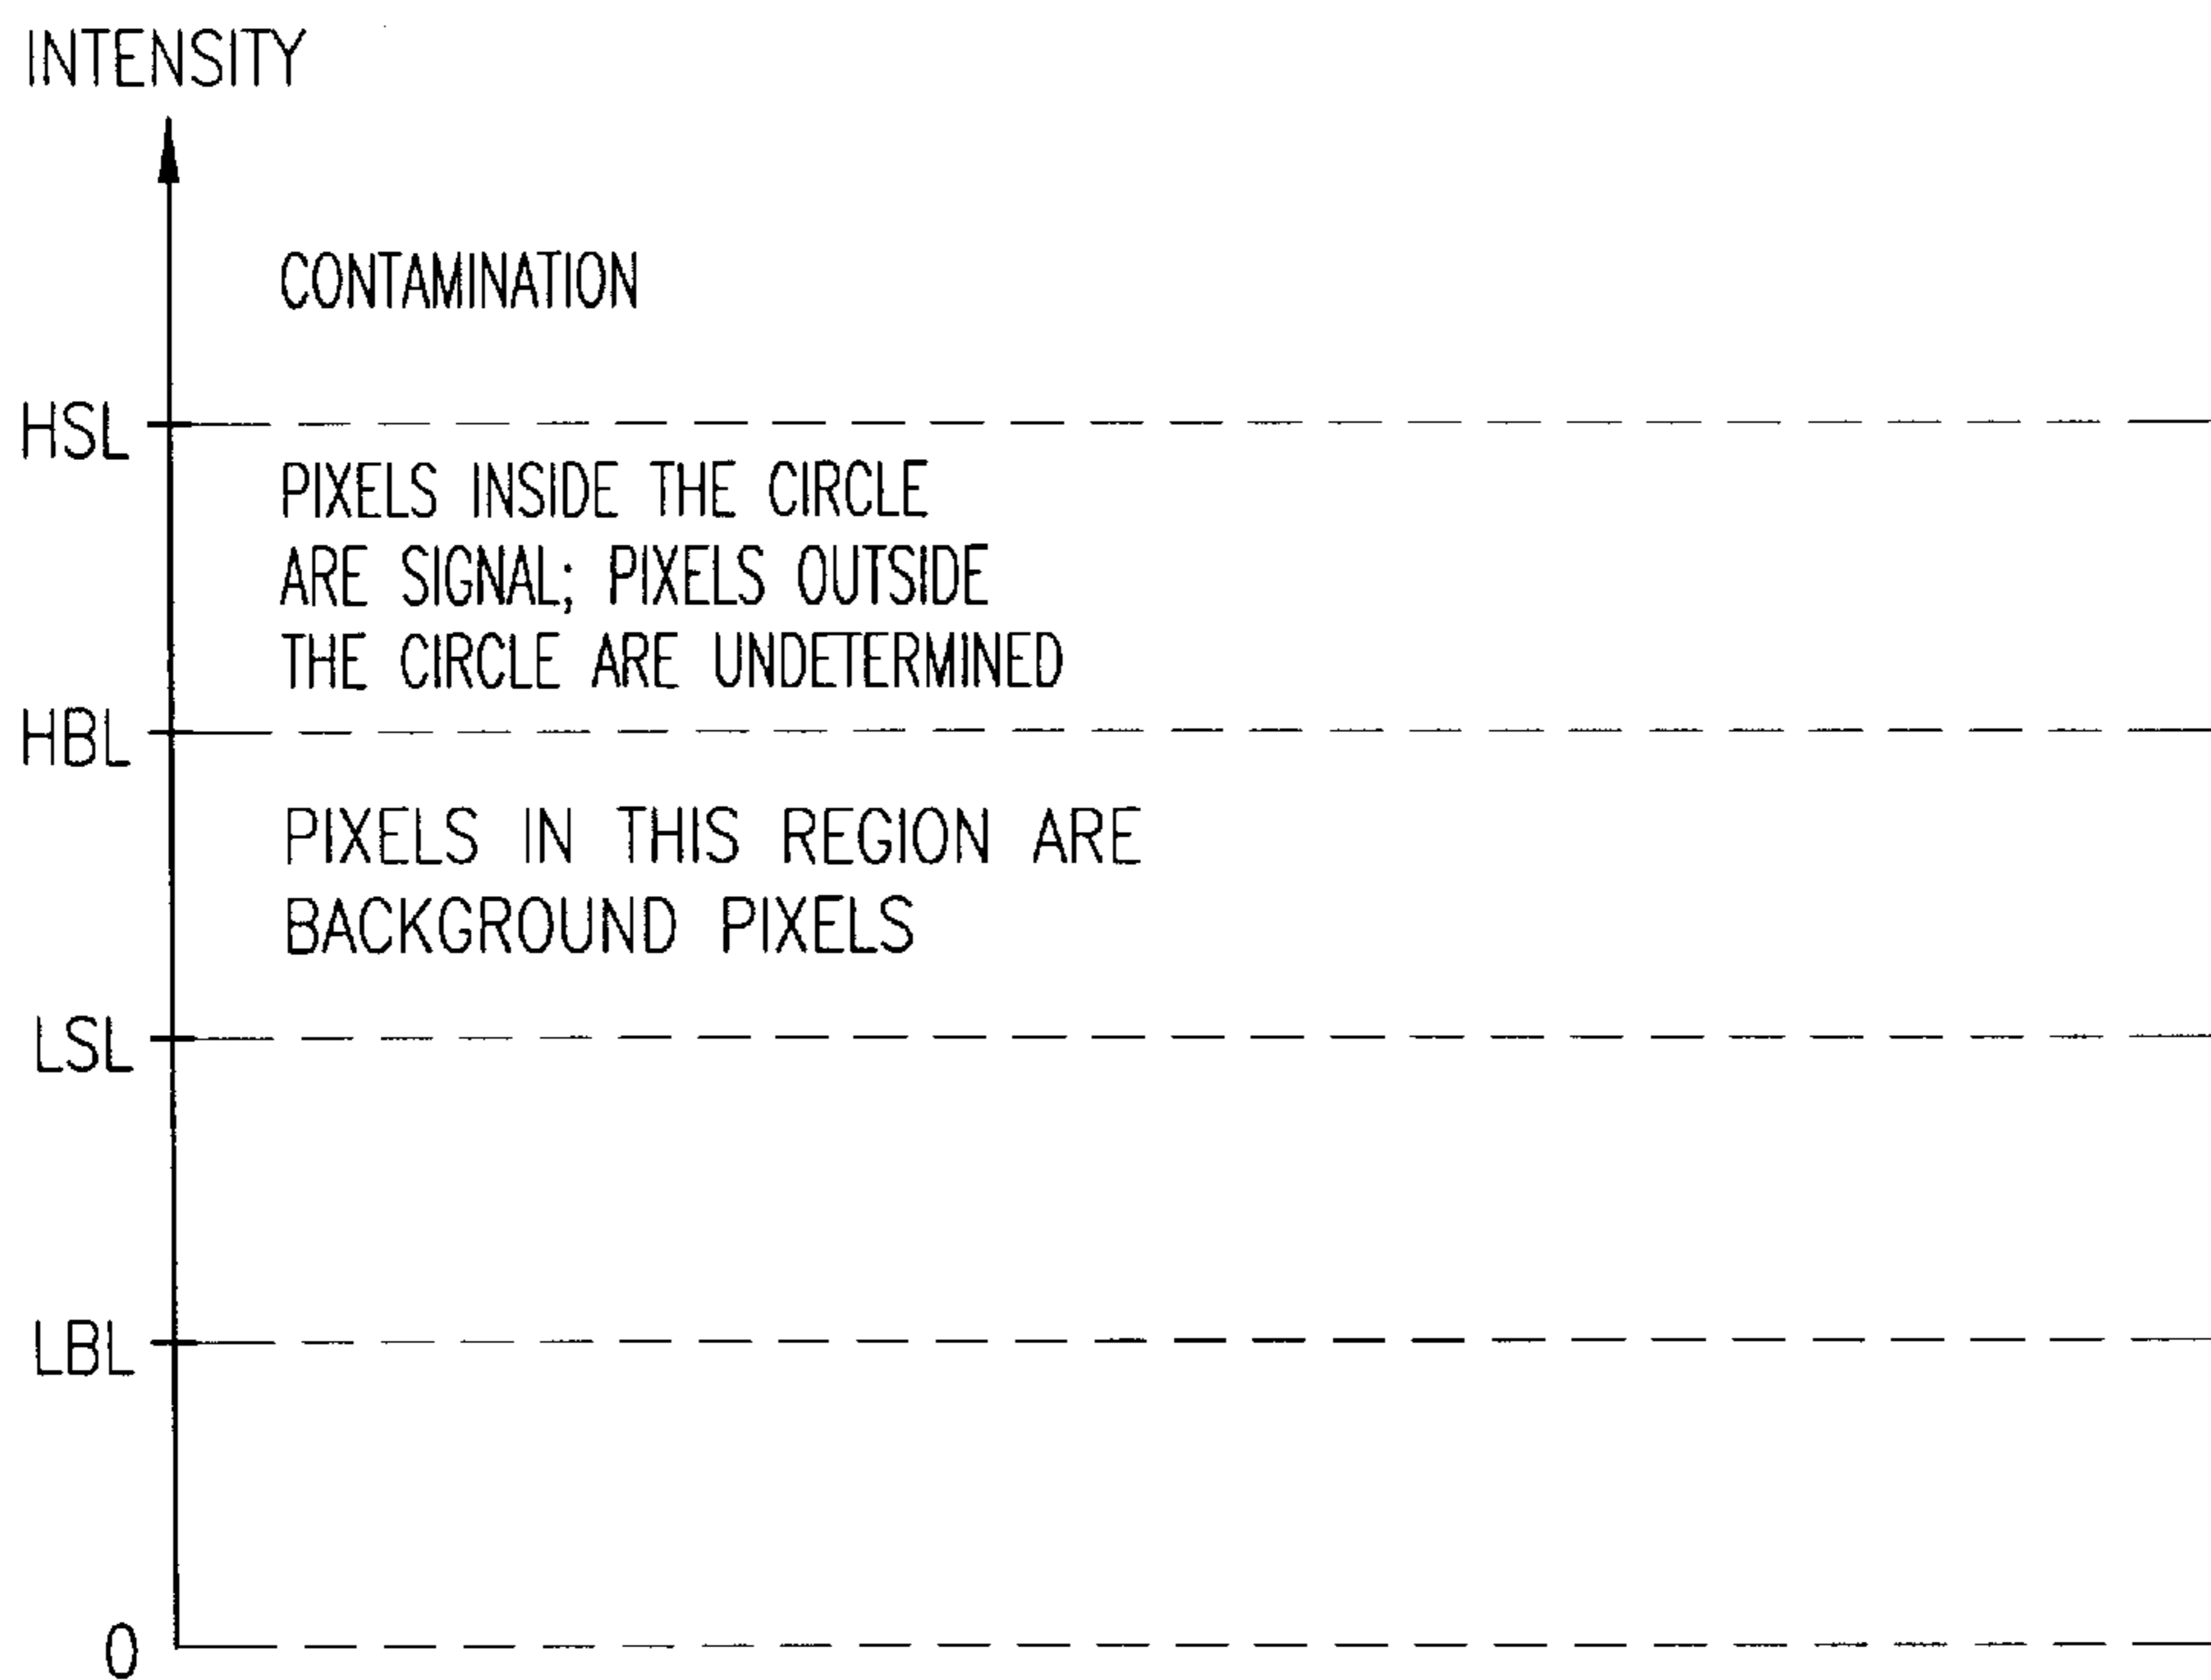 INTENSITY
CONTAMINATION
HSL
PIXELS INSIDE THE CIRCLE
ARE SIGNAL; PIXELS OUTSIDE
THE CIRCLE ARE UNDETERMINED
HBL
PIXELS IN THIS REGION ARE
BACKGROUND PIXELS
LSL
LBL
0